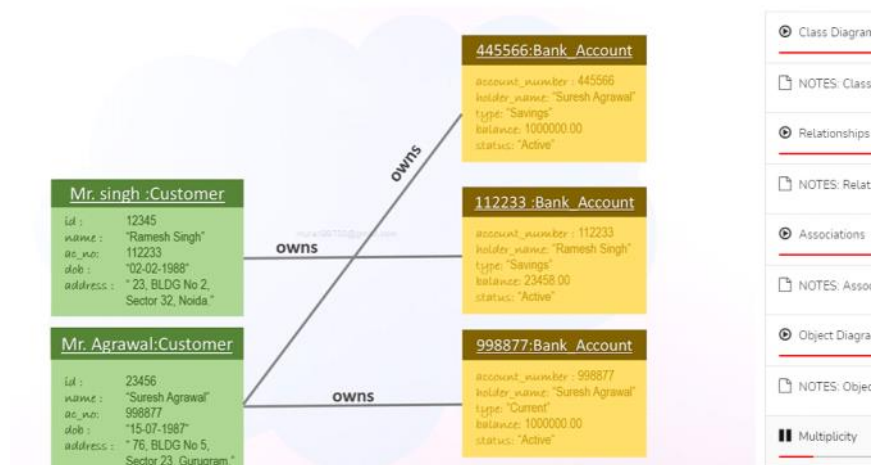 445566:Bank_Account
account_number : 445566
holder_name: "Suresh Agrawal"
type: "Savings"
balance: 1000000.00
status: "Active"
owns
Mr. singh :Customer
id : 12345
name : "Ramesh Singh"
ac_no: 112233
dob : "02-02-1988"
address : " 23, BLDG No 2,
Sector 32, Noida."
owns
112233 :Bank_Account
account_number : 112233
holder_name: "Ramesh Singh"
type: "Savings"
balance: 23458.00
status: "Active"
Mr. Agrawal:Customer
id : 23456
name : "Suresh Agrawal"
ac_no: 998877
dob : "15-07-1987"
address : " 76, BLDG No 5,
Sector 23, Gurugram."
owns
998877:Bank_Account
account_number : 998877
holder_name: "Suresh Agrawal"
type: "Current"
balance: 1000000.00
status: "Active"
Class Diagram
NOTES: Class
Relationships
NOTES: Relat
Associations
NOTES: Assoc
Object Diagra
NOTES: Objec
Multiplicity